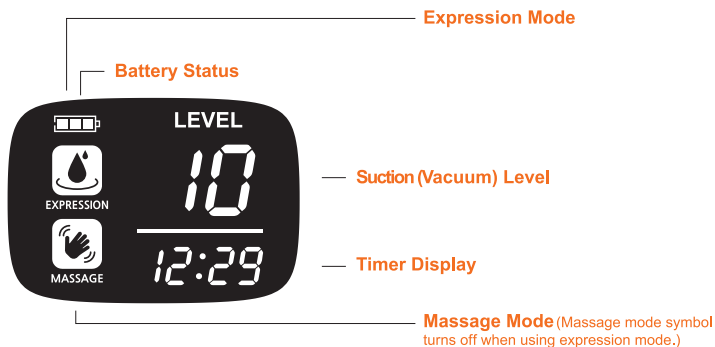 Expression Mode
Battery Status
LEVEL
10
EXPRESSION
Suction (Vacuum) Level
MASSAGE
12:29
Timer Display
Massage Mode (Massage mode symbol
turns off when using expression mode.)